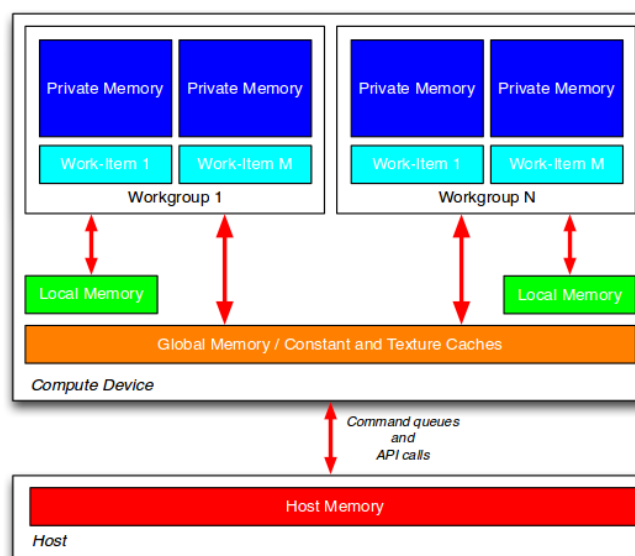 Private Memory Private Memory Private Memory Private Memory
Work-Item 1 Work-Item M Work-Item 1 Work-Item M
Workgroup 1 Workgroup N
Local Memory Local Memory
Global Memory / Constant and Texture Caches
Compute Device
Command queues
and
API calls
Host Memory
Host